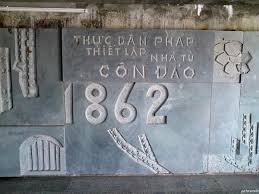 THỰC DÂN PHÁP
THIẾT LẬP
NHÀ TÙ
CÔN ĐẢO
1862